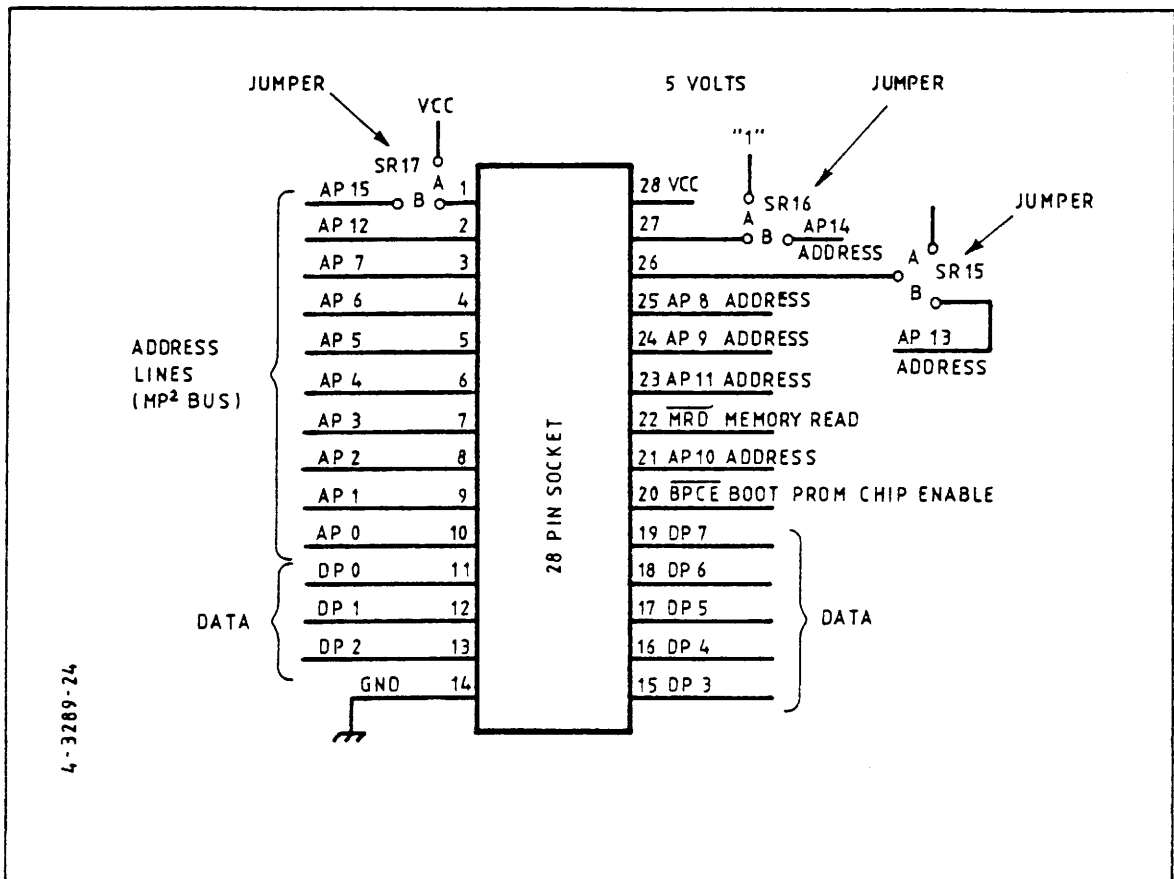 JUMPER
5 VOLTS
JUMPER
VCC
"1"
SR17
A
B
AP 15
1
28 VCC
A
SR16
B
AP14
ADDRESS
JUMPER
AP 12
2
27
A
SR15
B
AP 13
ADDRESS
AP 7
3
26
AP 6
4
25 AP 8 ADDRESS
AP 5
5
24 AP 9 ADDRESS
AP 4
6
23 AP11 ADDRESS
AP 3
7
22 MRD MEMORY READ
AP 2
8
21 AP10 ADDRESS
AP 1
9
20 BPCE BOOT PROM CHIP ENABLE
AP 0
10
19 DP 7
DP 0
11
18 DP 6
DP 1
12
17 DP 5
DP 2
13
16 DP 4
GND
14
15 DP 3
ADDRESS
LINES
(MP² BUS)
DATA
28 PIN SOCKET
DATA
4-3289-24